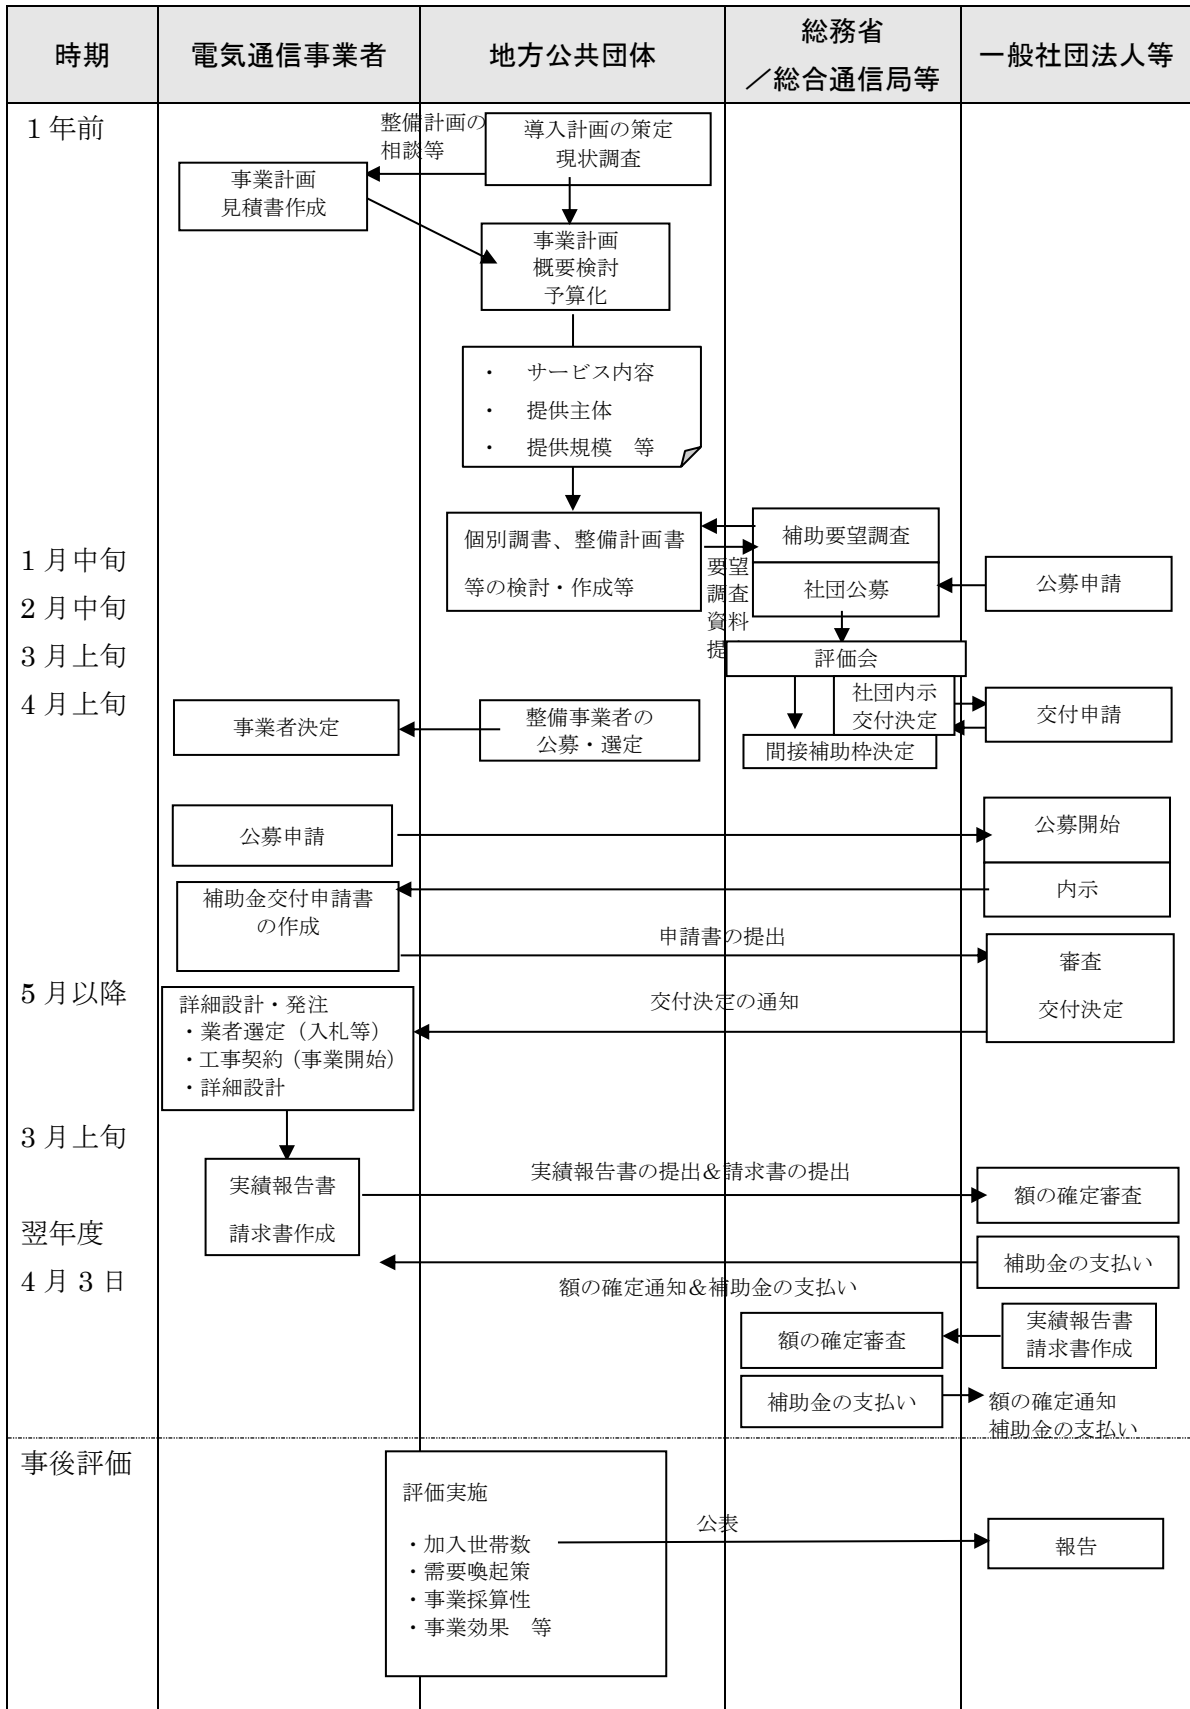 時期
電気通信事業者
地方公共団体
総務省
／総合通信局等
一般社団法人等
１年前
整備計画の
相談等
導入計画の策定
現状調査
事業計画
見積書作成
事業計画
概要検討
予算化
・　サービス内容
・　提供主体
・　提供規模　等
1 月中旬
2 月中旬
3 月上旬
4 月上旬
個別調書、整備計画書
等の検討・作成等
要望
調査
資料
提
補助要望調査
社団公募
公募申請
評価会
社団内示
交付決定
交付申請
間接補助枠決定
事業者決定
整備事業者の
公募・選定
公募申請
公募開始
補助金交付申請書
の作成
内示
申請書の提出
審査
交付決定
5 月以降
交付決定の通知
詳細設計・発注
・業者選定（入札等）
・工事契約（事業開始）
・詳細設計
3 月上旬
実績報告書
請求書作成
実績報告書の提出＆請求書の提出
額の確定審査
翌年度
4 月 3 日
補助金の支払い
額の確定通知＆補助金の支払い
額の確定審査
実績報告書
請求書作成
補助金の支払い
額の確定通知
補助金の支払い
事後評価
評価実施
・加入世帯数
・需要喚起策
・事業採算性
・事業効果　等
公表
報告